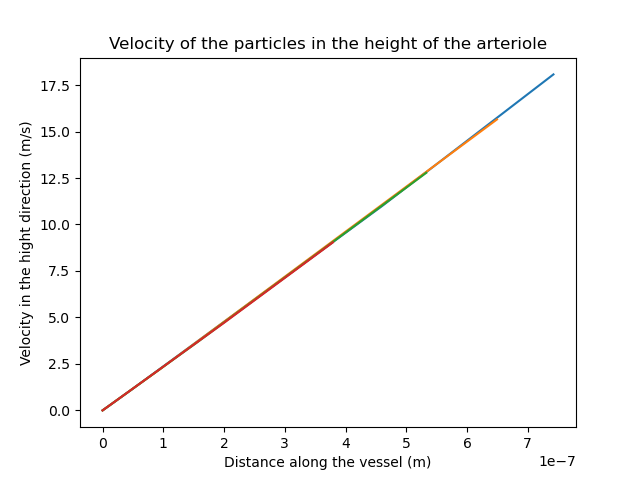 Velocity of the particles in the height of the arteriole
Velocity in the hight direction (m/s)
17.5
15.0
12.5
10.0
7.5
5.0
2.5
0.0
0 1 2 3 4 5 6 7
1e−7
Distance along the vessel (m)